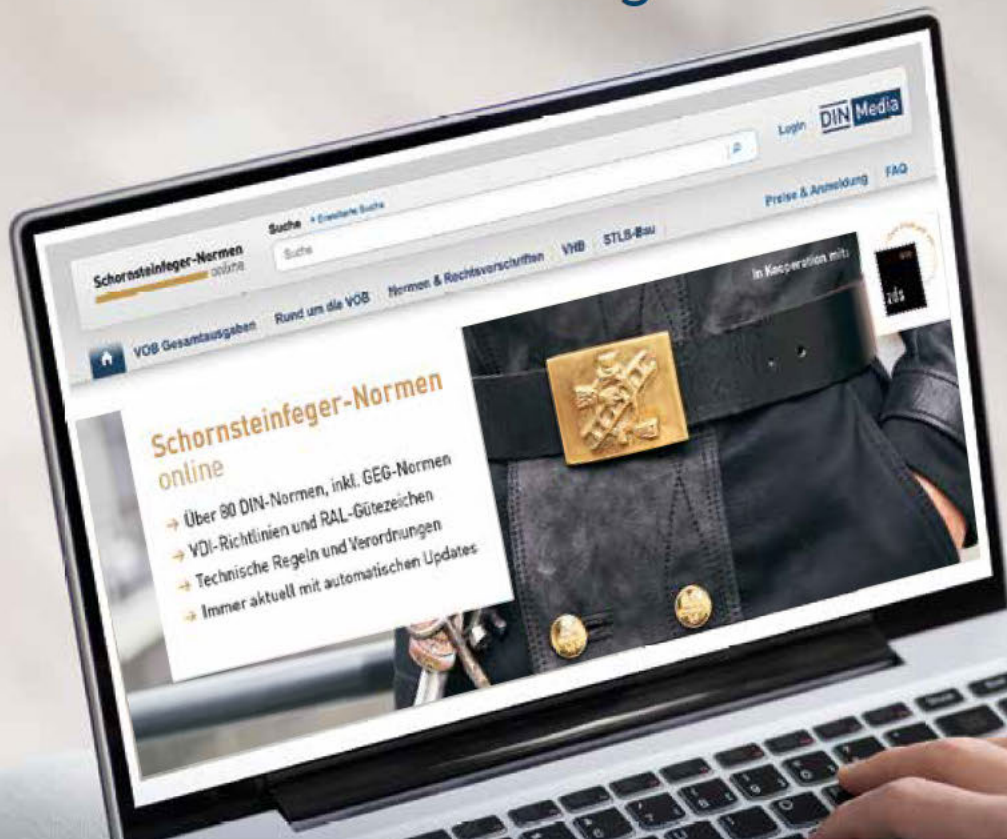 g
Login
DIN Media
Suche
Erweiterte Suche
Suche
Preise & Anmeldung
FAQ
Schornsteinfeger-Normen
online
VOB Gesamtausgaben
Rund um die VOB
Normen & Rechtsvorschriften
VHB
STLB-Bau
In Kooperation mit:
zds
Schornsteinfeger-Normen
online
→ Über 80 DIN-Normen, inkl. GEG-Normen
→ VDI-Richtlinien und RAL-Gütezeichen
→ Technische Regeln und Verordnungen
→ Immer aktuell mit automatischen Updates